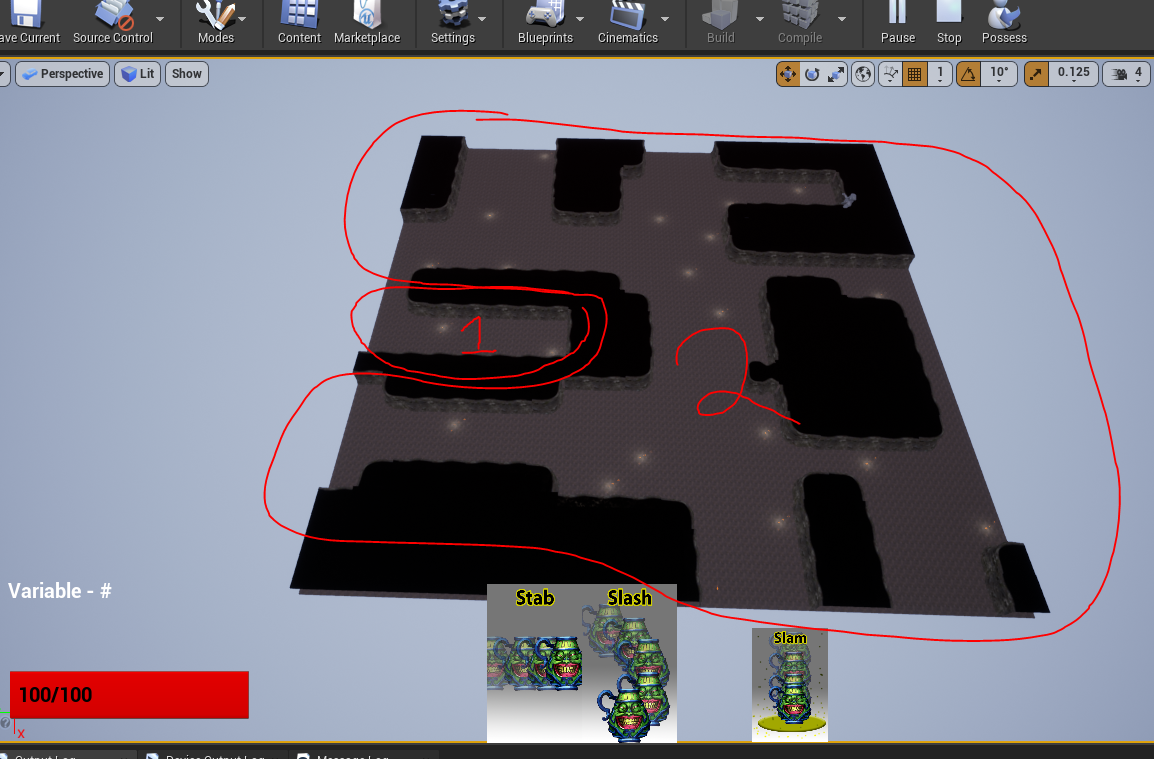 ave Current Source Control Modes Content Marketplace Settings Blueprints Cinematics Build Compile Pause Stop Possess
Perspective Lit Show 1 10° 0.125 4
1
2
Variable - #
Stab Slash
Slam
100/100
x
Output Log Device Output Log Message Log